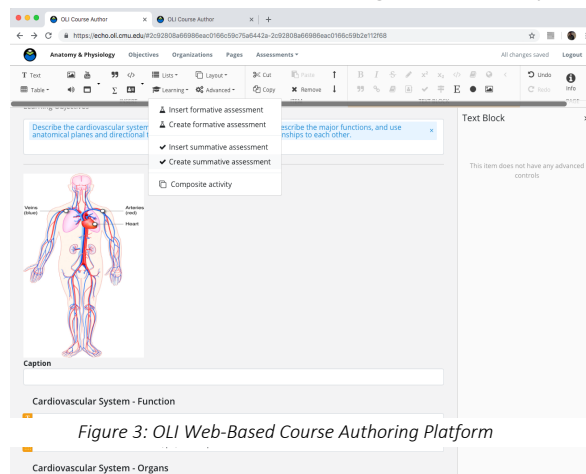 OLI Course Author × OLI Course Author × +
https://echo.oli.cmu.edu/#2c92808a66986eac0166c59c75a6442a-2c92808a66986eac0166c69b2e112f68
Anatomy & Physiology Objectives Organizations Pages Assessments All changes saved Logout
T Text Lists Layout Cut Paste B I Undo
Table Σ Learning Advanced Copy Remove E Info
Text Block
Insert formative assessment
Create formative assessment
Insert summative assessment
Create summative assessment
Composite activity
Describe the cardiovascular system escribe the major functions, and use
anatomical planes and directional nships to each other.
This item does not have any advanced
controls
Veins
(blue)
Arteries
(red)
Heart
Caption
Cardiovascular System - Function
Figure 3: OLI Web-Based Course Authoring Platform
Cardiovascular System - Organs